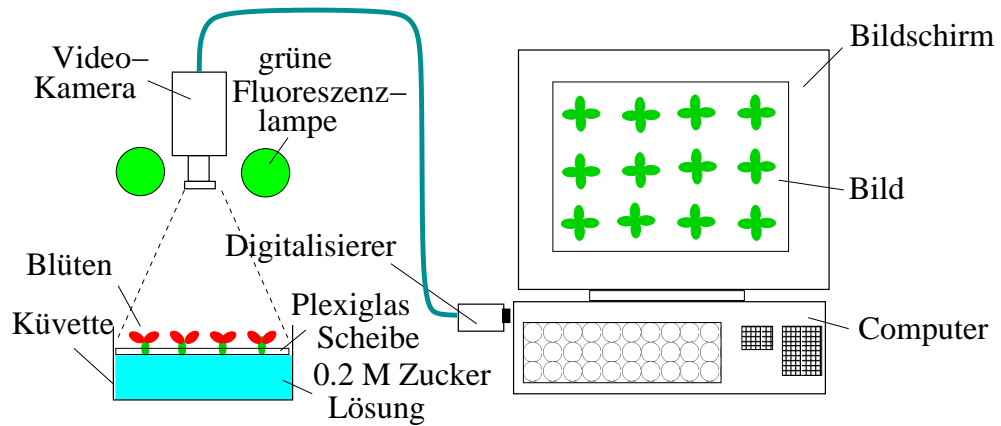 Video–
Kamera
grüne
Fluoreszenz–
lampe
Bildschirm
Bild
Digitalisierer
Blüten
Küvette
Plexiglas
Scheibe
0.2 M Zucker
Lösung
Computer